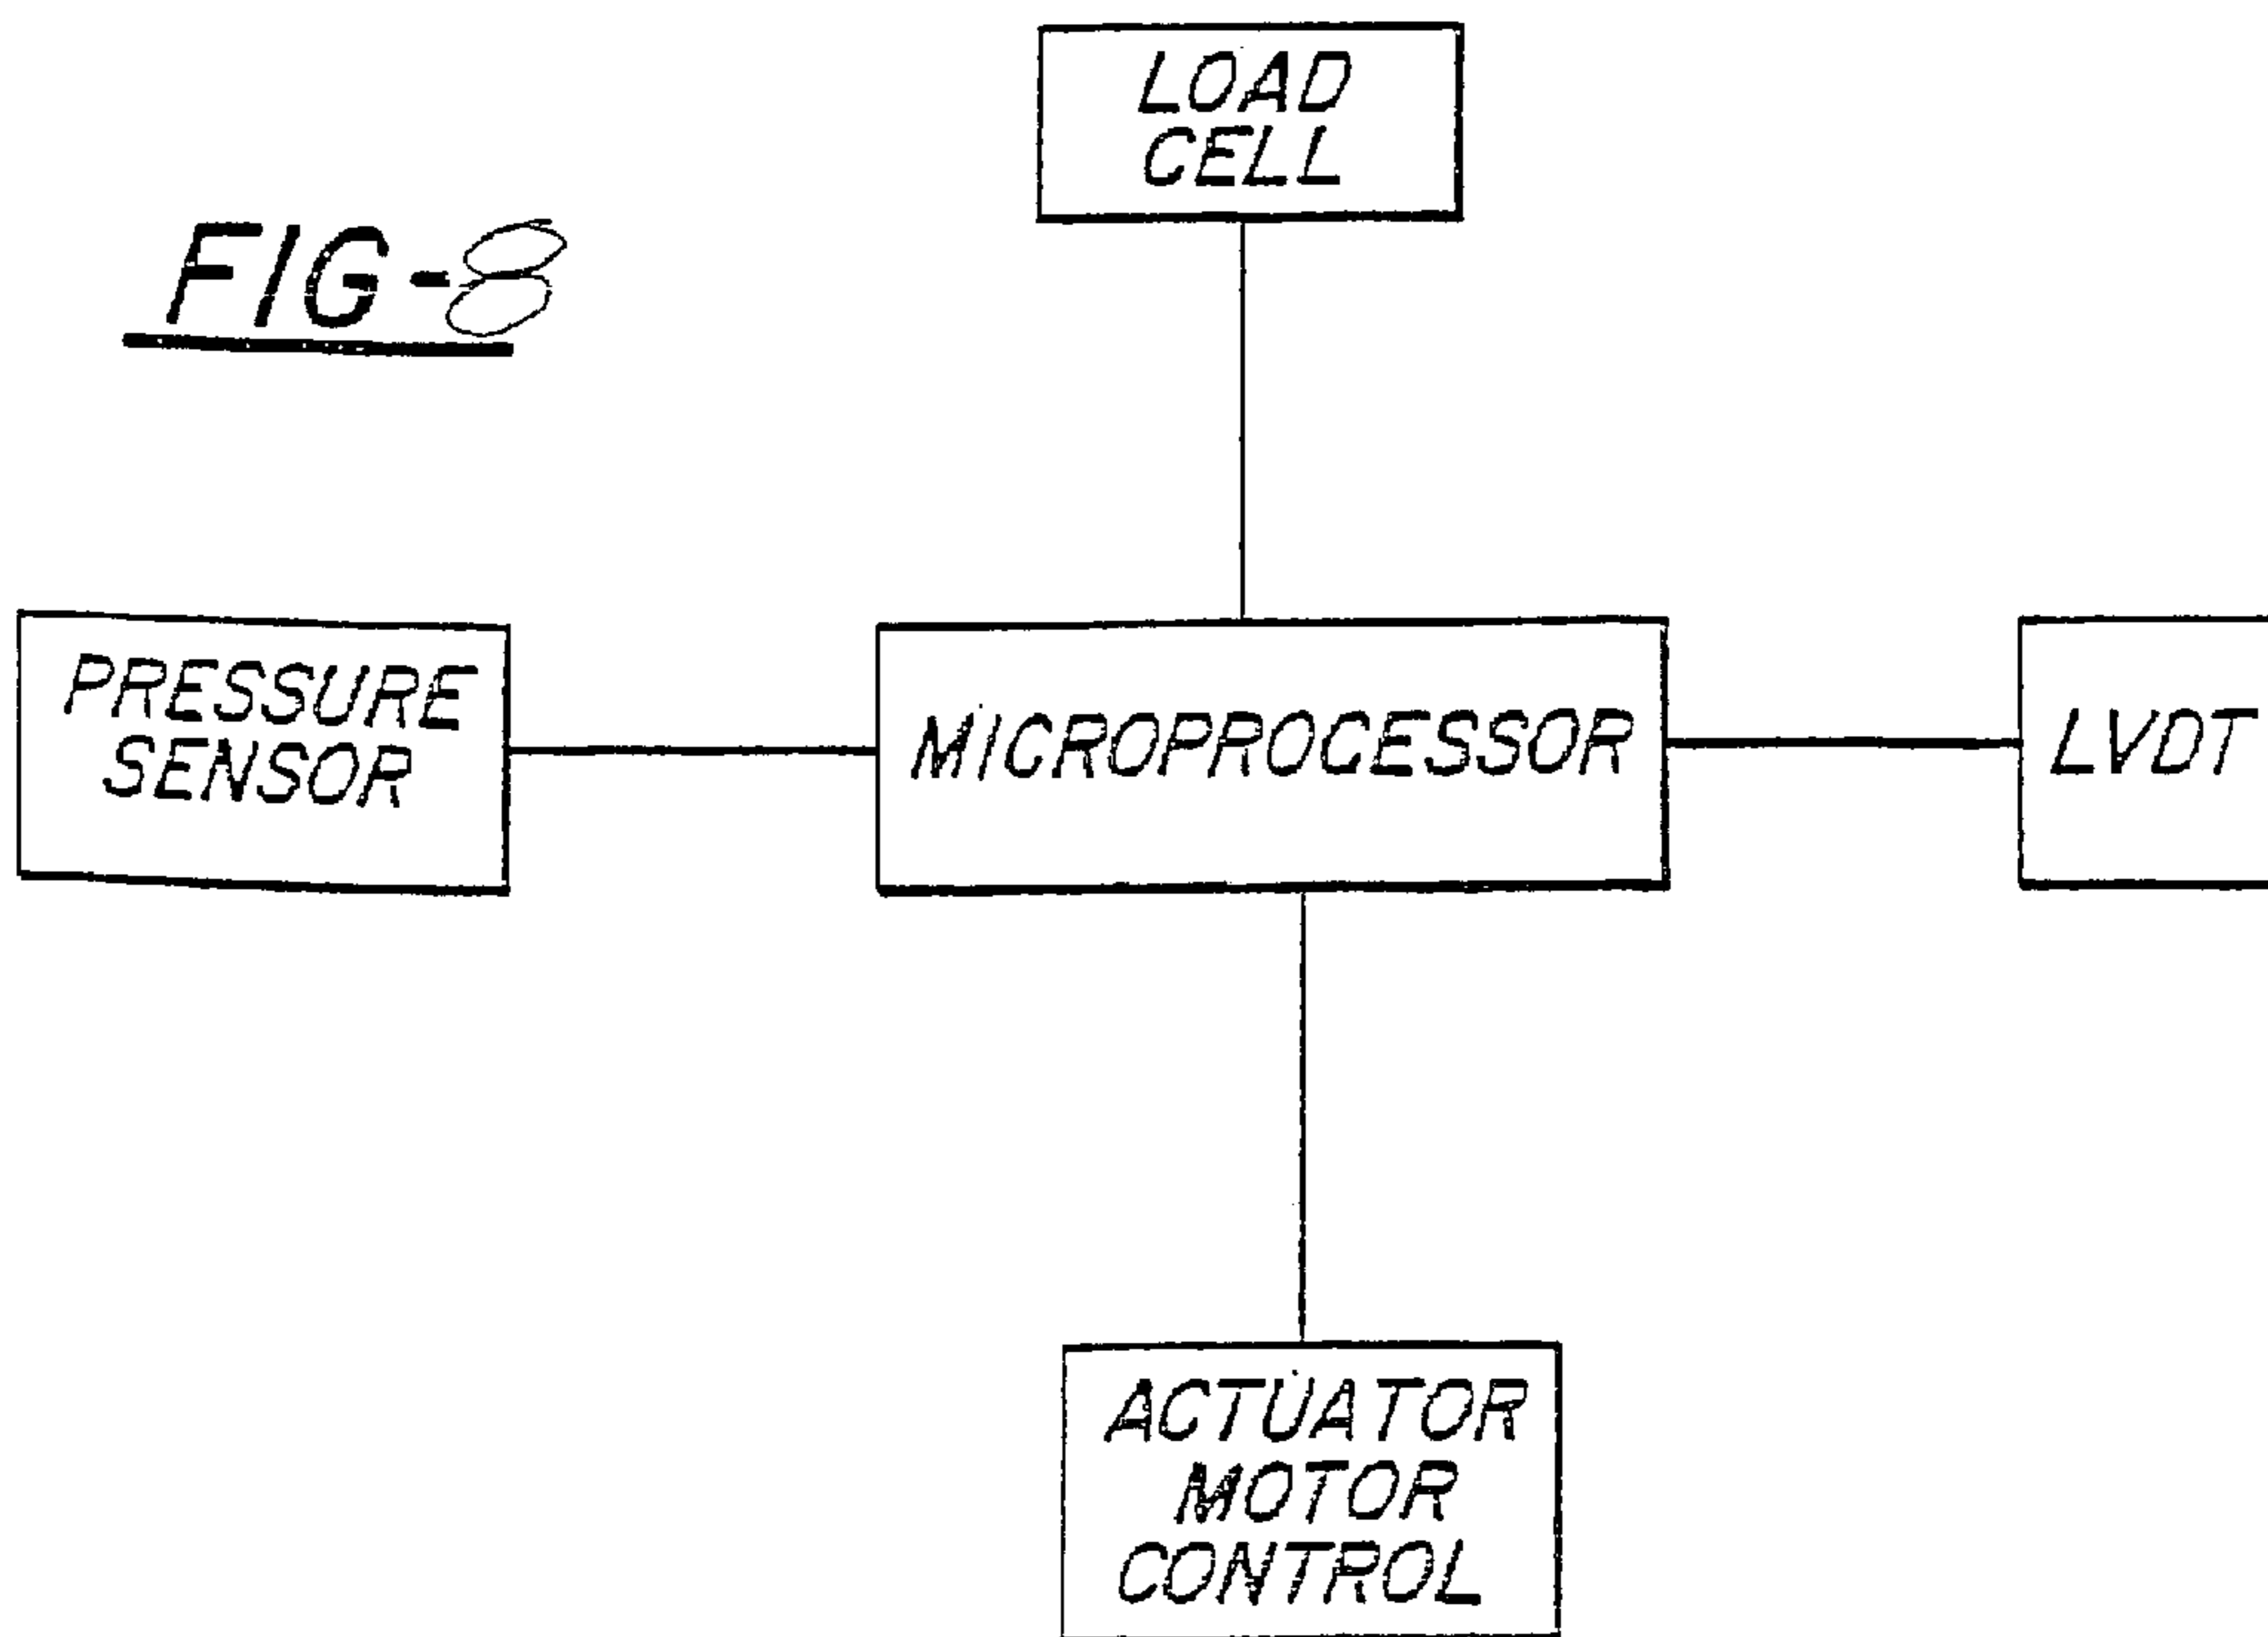 LOAD
CELL
FIG-8
PRESSURE
SENSOR
MICROPROCESSOR
LVDT
ACTUATOR
MOTOR
CONTROL